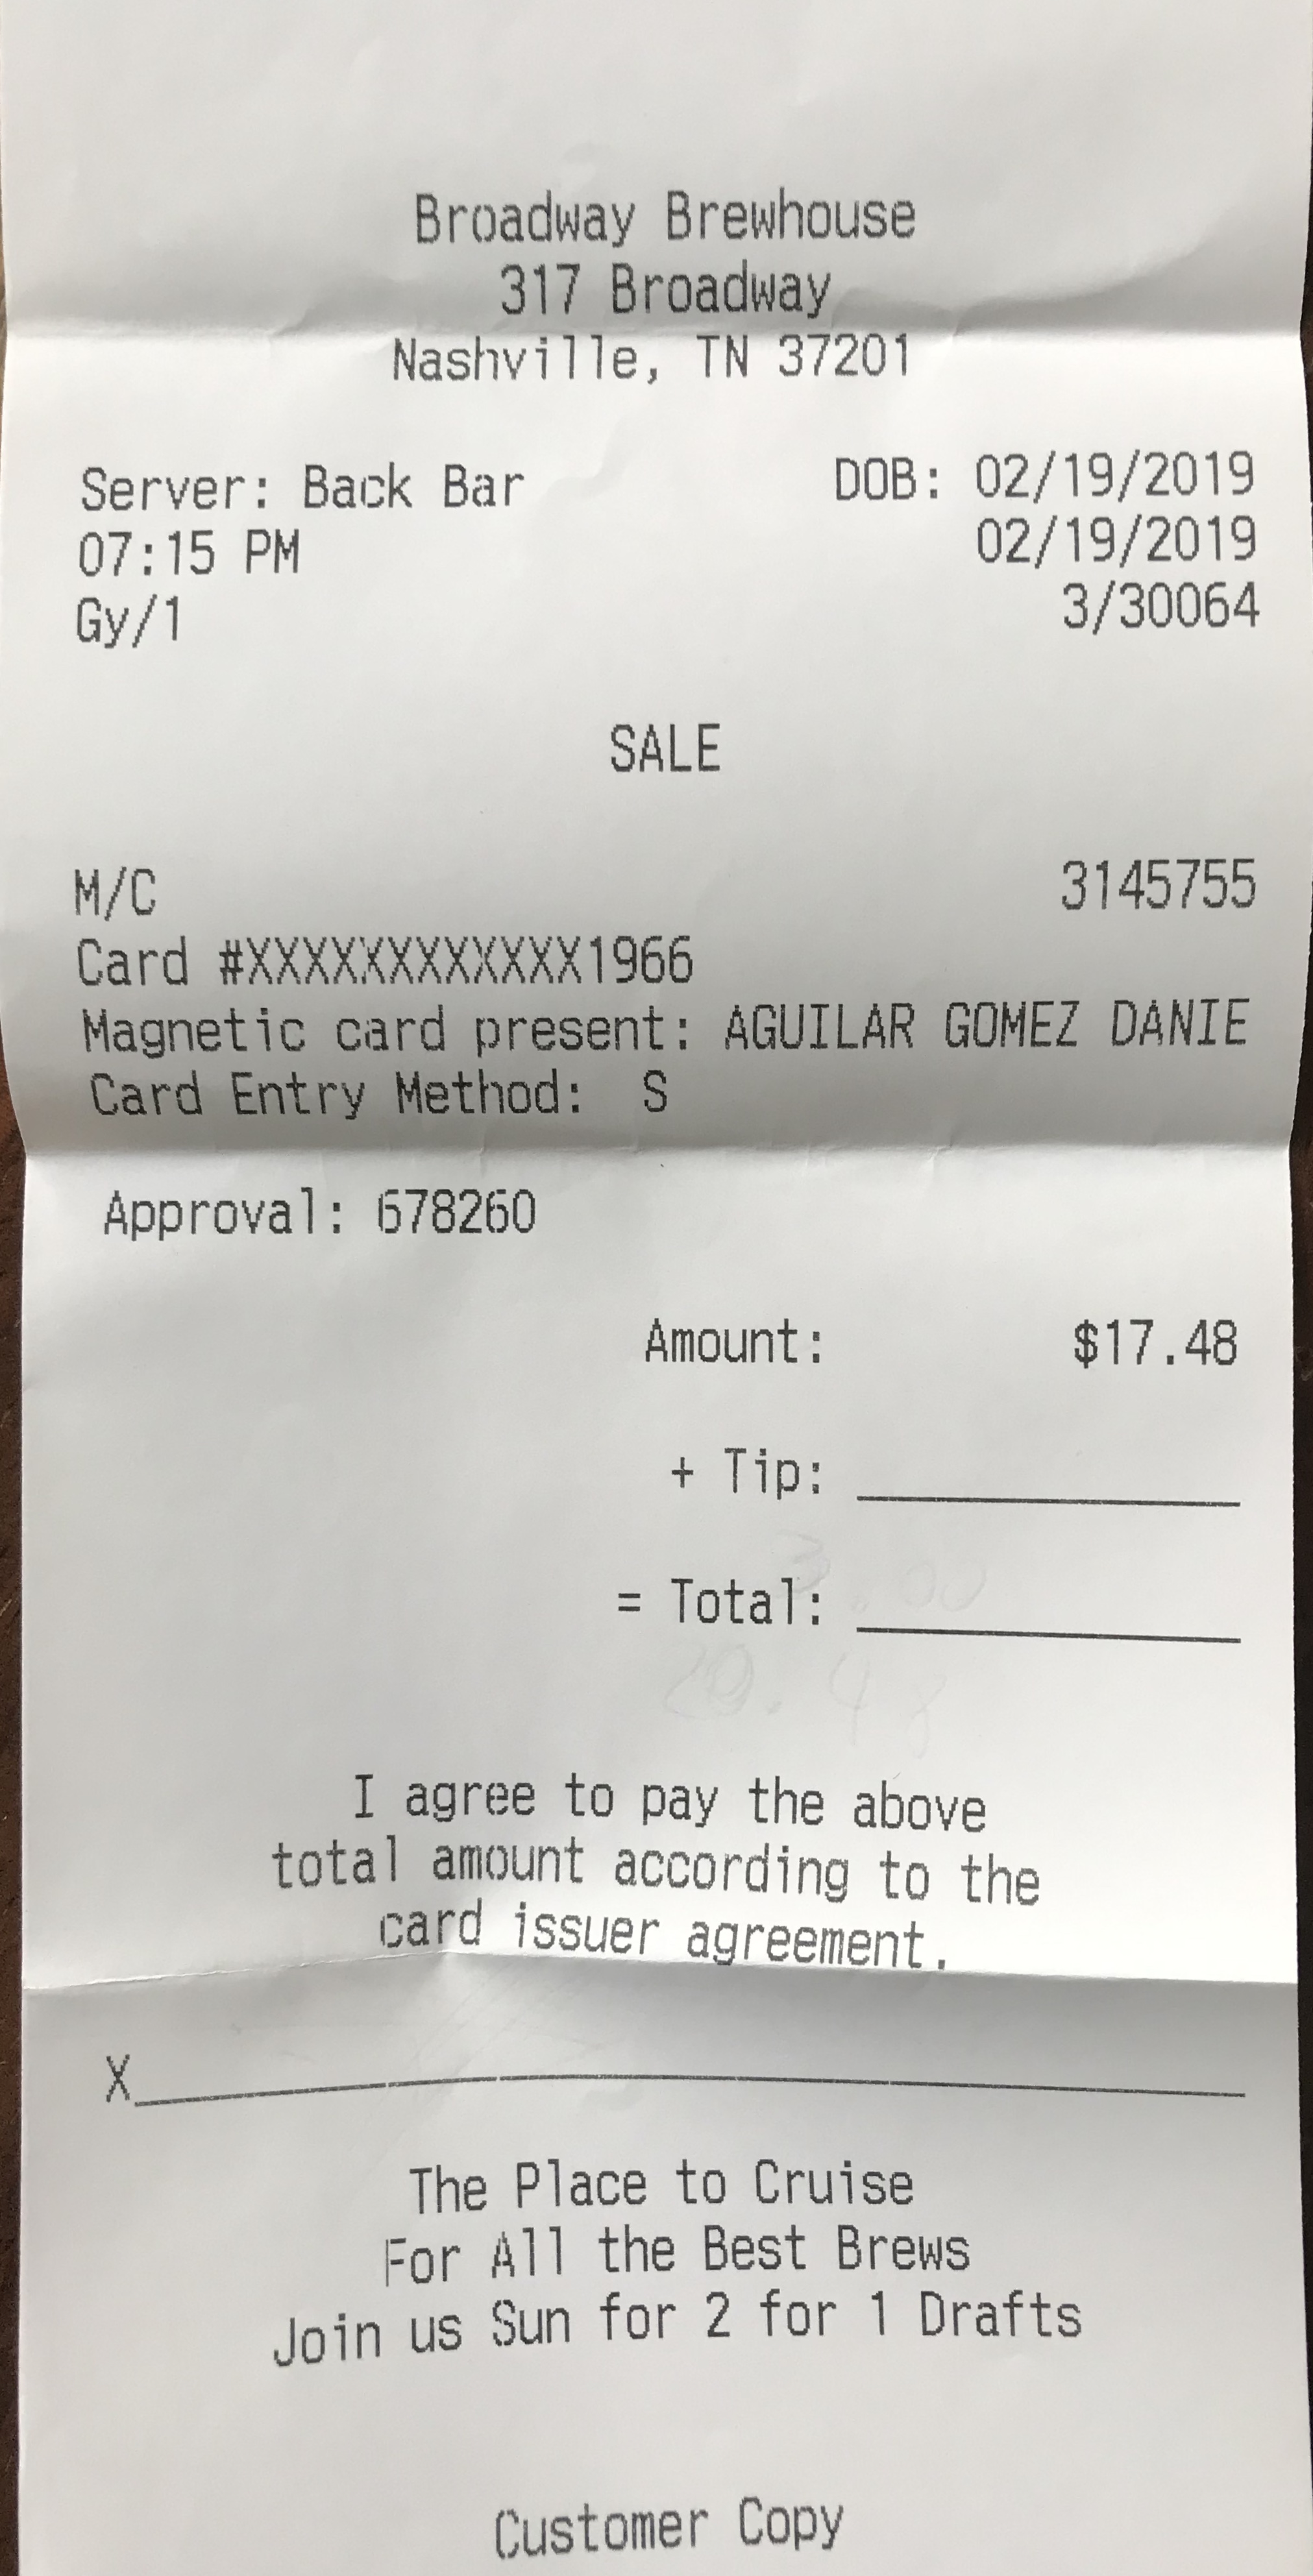 Broadway Brewhouse
317 Broadway
Nashville, TN 37201
Server: Back Bar DOB: 02/19/2019
07:15 PM 02/19/2019
Gy/1 3/30064
SALE
M/C 3145755
Card #XXXXXXXXXXXX1966
Magnetic card present: AGUILAR GOMEZ DANIE
Card Entry Method: S
Approval: 678260
Amount: $17.48
+ Tip:
3.00
= Total:
20.48
I agree to pay the above
total amount according to the
card issuer agreement.
X
The Place to Cruise
For All the Best Brews
Join us Sun for 2 for 1 Drafts
Customer Copy